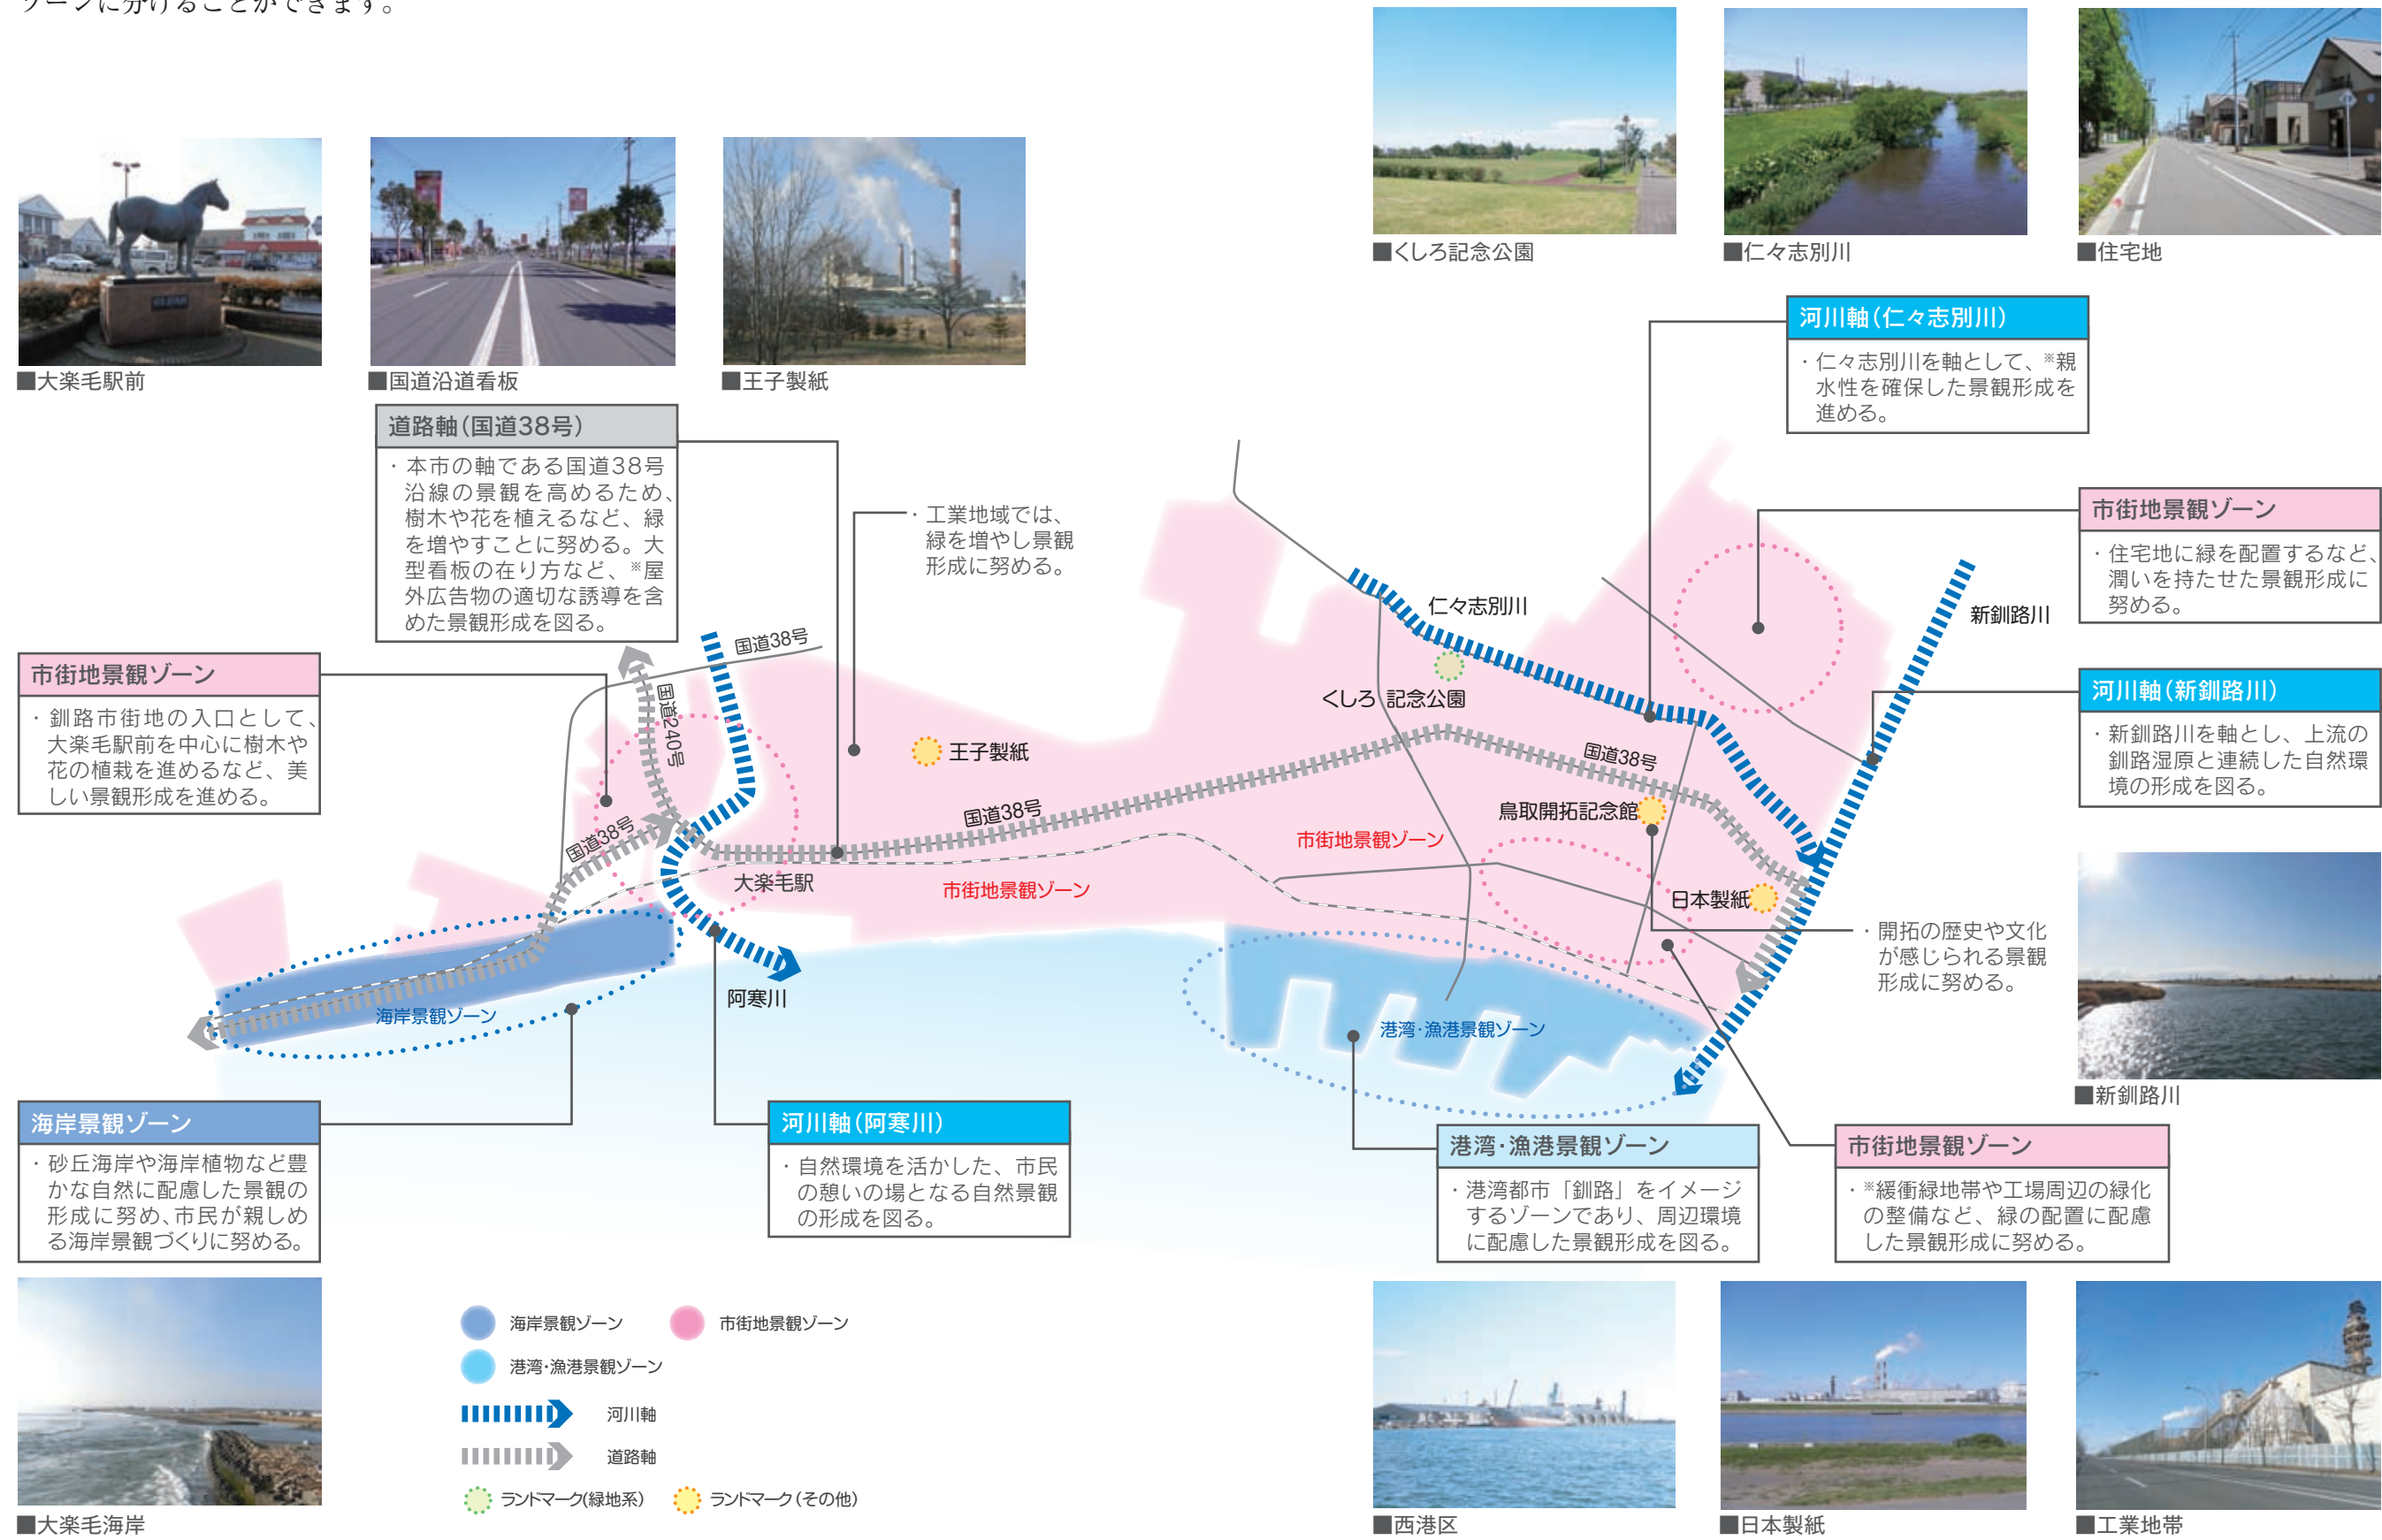 ゾーンに分けることができます。
■くしろ記念公園
■仁々志別川
■住宅地
■大楽毛駅前
■国道沿道看板
■王子製紙
河川軸(仁々志別川)
・仁々志別川を軸として、※親
水性を確保した景観形成を
進める。
道路軸(国道38号)
・本市の軸である国道38号
沿線の景観を高めるため、
樹木や花を植えるなど、緑
を増やすことに努める。大
型看板の在り方など、※屋
外広告物の適切な誘導を含
めた景観形成を図る。
・工業地域では、
緑を増やし景観
形成に努める。
市街地景観ゾーン
・住宅地に緑を配置するなど、
潤いを持たせた景観形成に
努める。
仁々志別川
新釧路川
国道38号
市街地景観ゾーン
・釧路市街地の入口として、
大楽毛駅前を中心に樹木や
花の植栽を進めるなど、美
しい景観形成を進める。
国道240号
くしろ 記念公園
河川軸(新釧路川)
・新釧路川を軸とし、上流の
釧路湿原と連続した自然環
境の形成を図る。
王子製紙
国道38号
国道38号
国道38号
鳥取開拓記念館
市街地景観ゾーン
大楽毛駅
市街地景観ゾーン
日本製紙
・開拓の歴史や文化
が感じられる景観
形成に努める。
阿寒川
海岸景観ゾーン
港湾・漁港景観ゾーン
■新釧路川
海岸景観ゾーン
・砂丘海岸や海岸植物など豊
かな自然に配慮した景観の
形成に努め、市民が親しめ
る海岸景観づくりに努める。
河川軸(阿寒川)
・自然環境を活かした、市民
の憩いの場となる自然景観
の形成を図る。
港湾・漁港景観ゾーン
・港湾都市「釧路」をイメージ
するゾーンであり、周辺環境
に配慮した景観形成を図る。
市街地景観ゾーン
・※緩衝緑地帯や工場周辺の緑化
の整備など、緑の配置に配慮
した景観形成に努める。
海岸景観ゾーン
市街地景観ゾーン
港湾・漁港景観ゾーン
河川軸
道路軸
ランドマーク(緑地系)
ランドマーク(その他)
■大楽毛海岸
■西港区
■日本製紙
■工業地帯